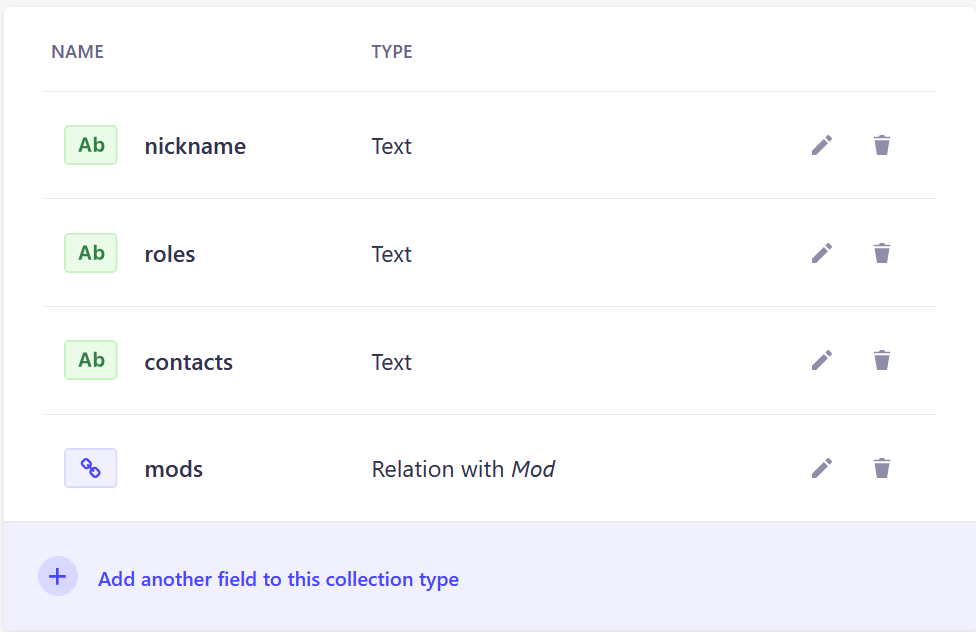 NAME TYPE
Ab nickname Text
Ab roles Text
Ab contacts Text
mods Relation with Mod
Add another field to this collection type